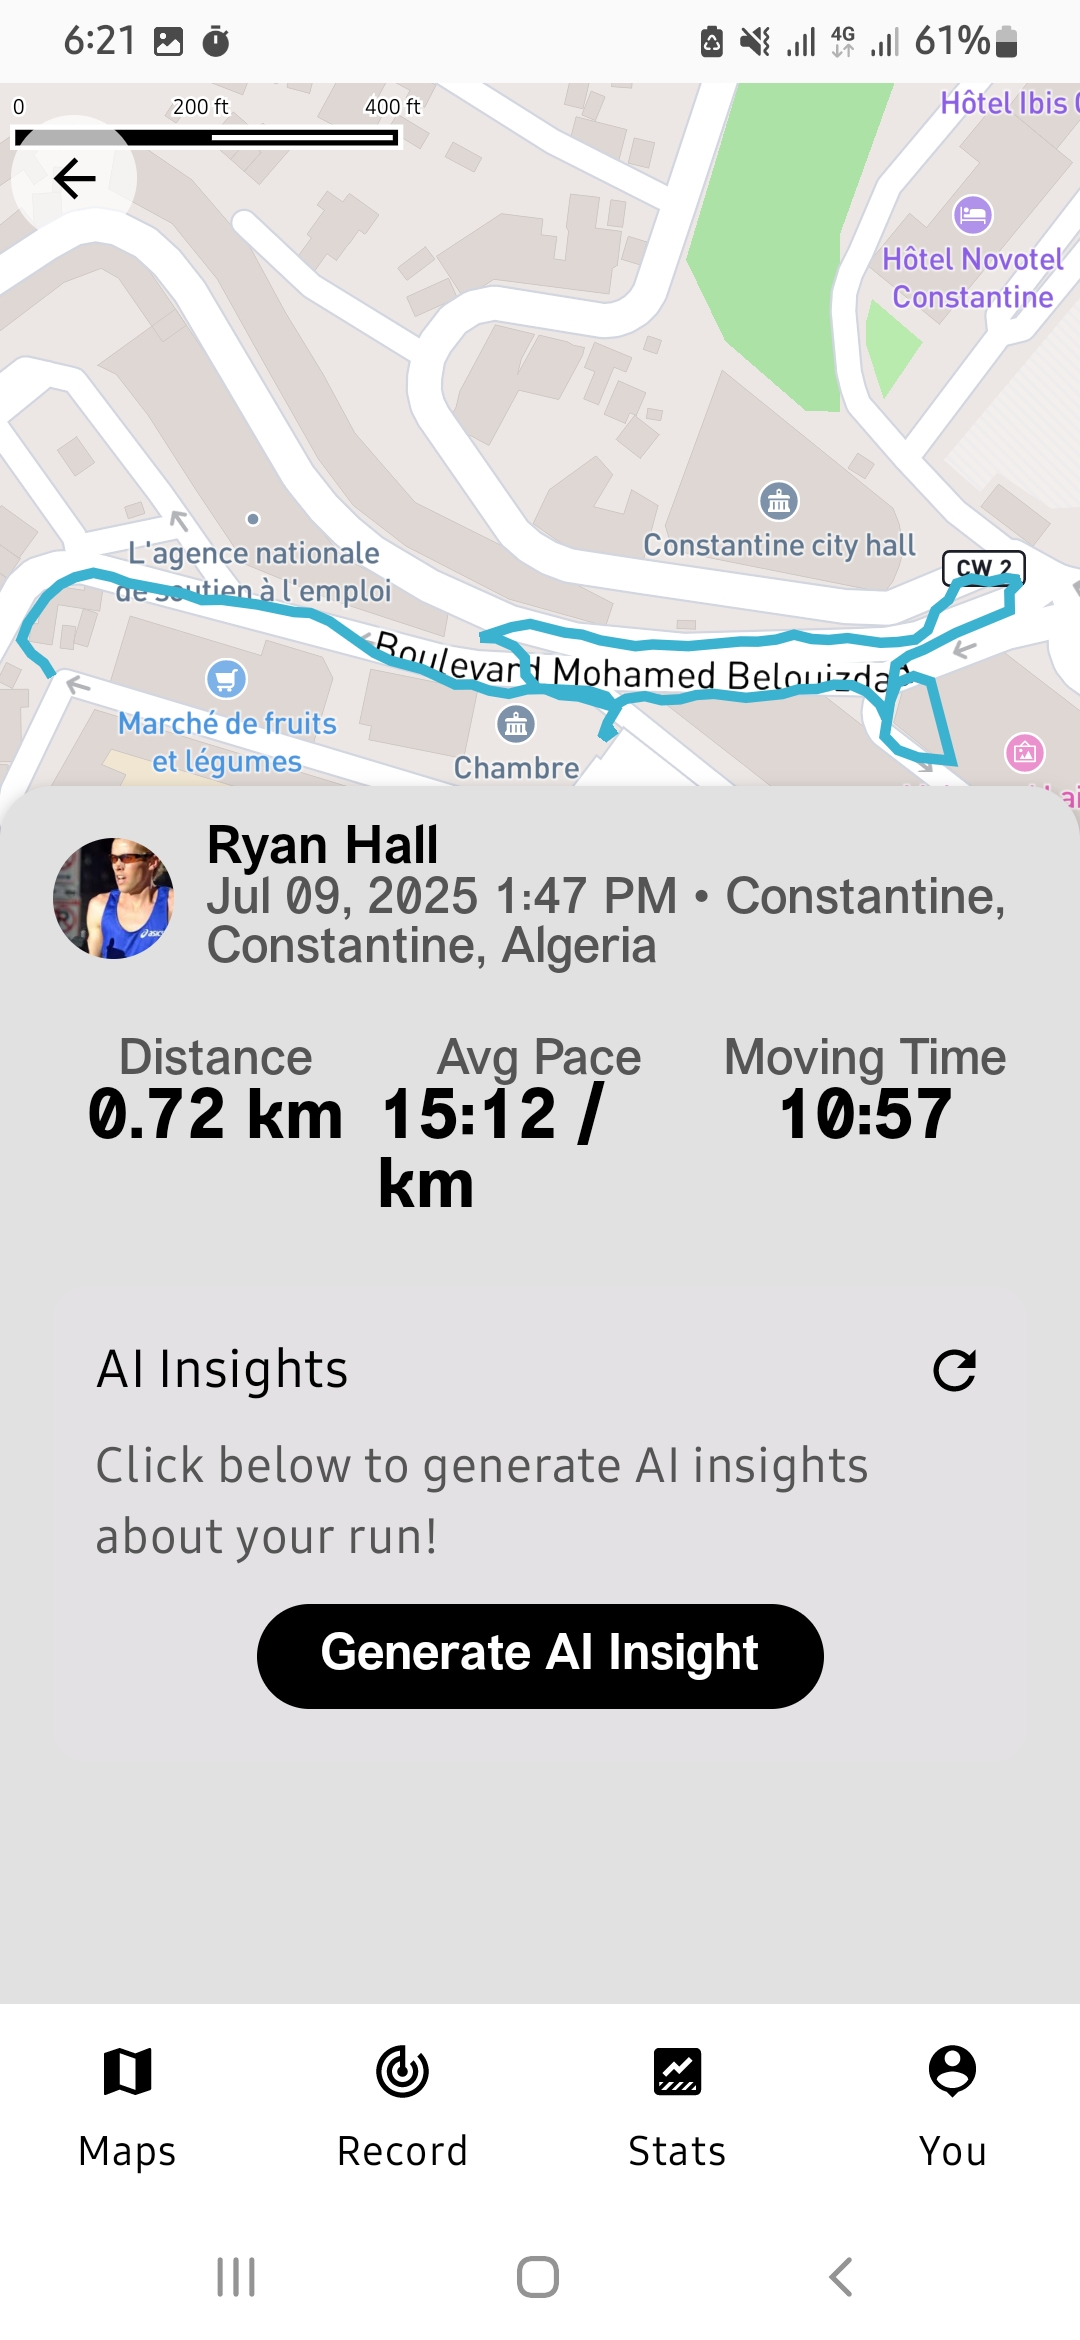 6:21
4G
61%
0 200 ft 400 ft
Hôtel Ibis
Hôtel Novotel
Constantine
Constantine city hall
CW 2
L'agence nationale
de soutien à l'emploi
Boulevard Mohamed Belouizdad
Marché de fruits
et légumes
Chambre
Ryan Hall
Jul 09, 2025 1:47 PM • Constantine,
Constantine, Algeria
Distance Avg Pace Moving Time
0.72 km 15:12 / 10:57
km
AI Insights
Click below to generate AI insights
about your run!
Generate AI Insight
Maps Record Stats You